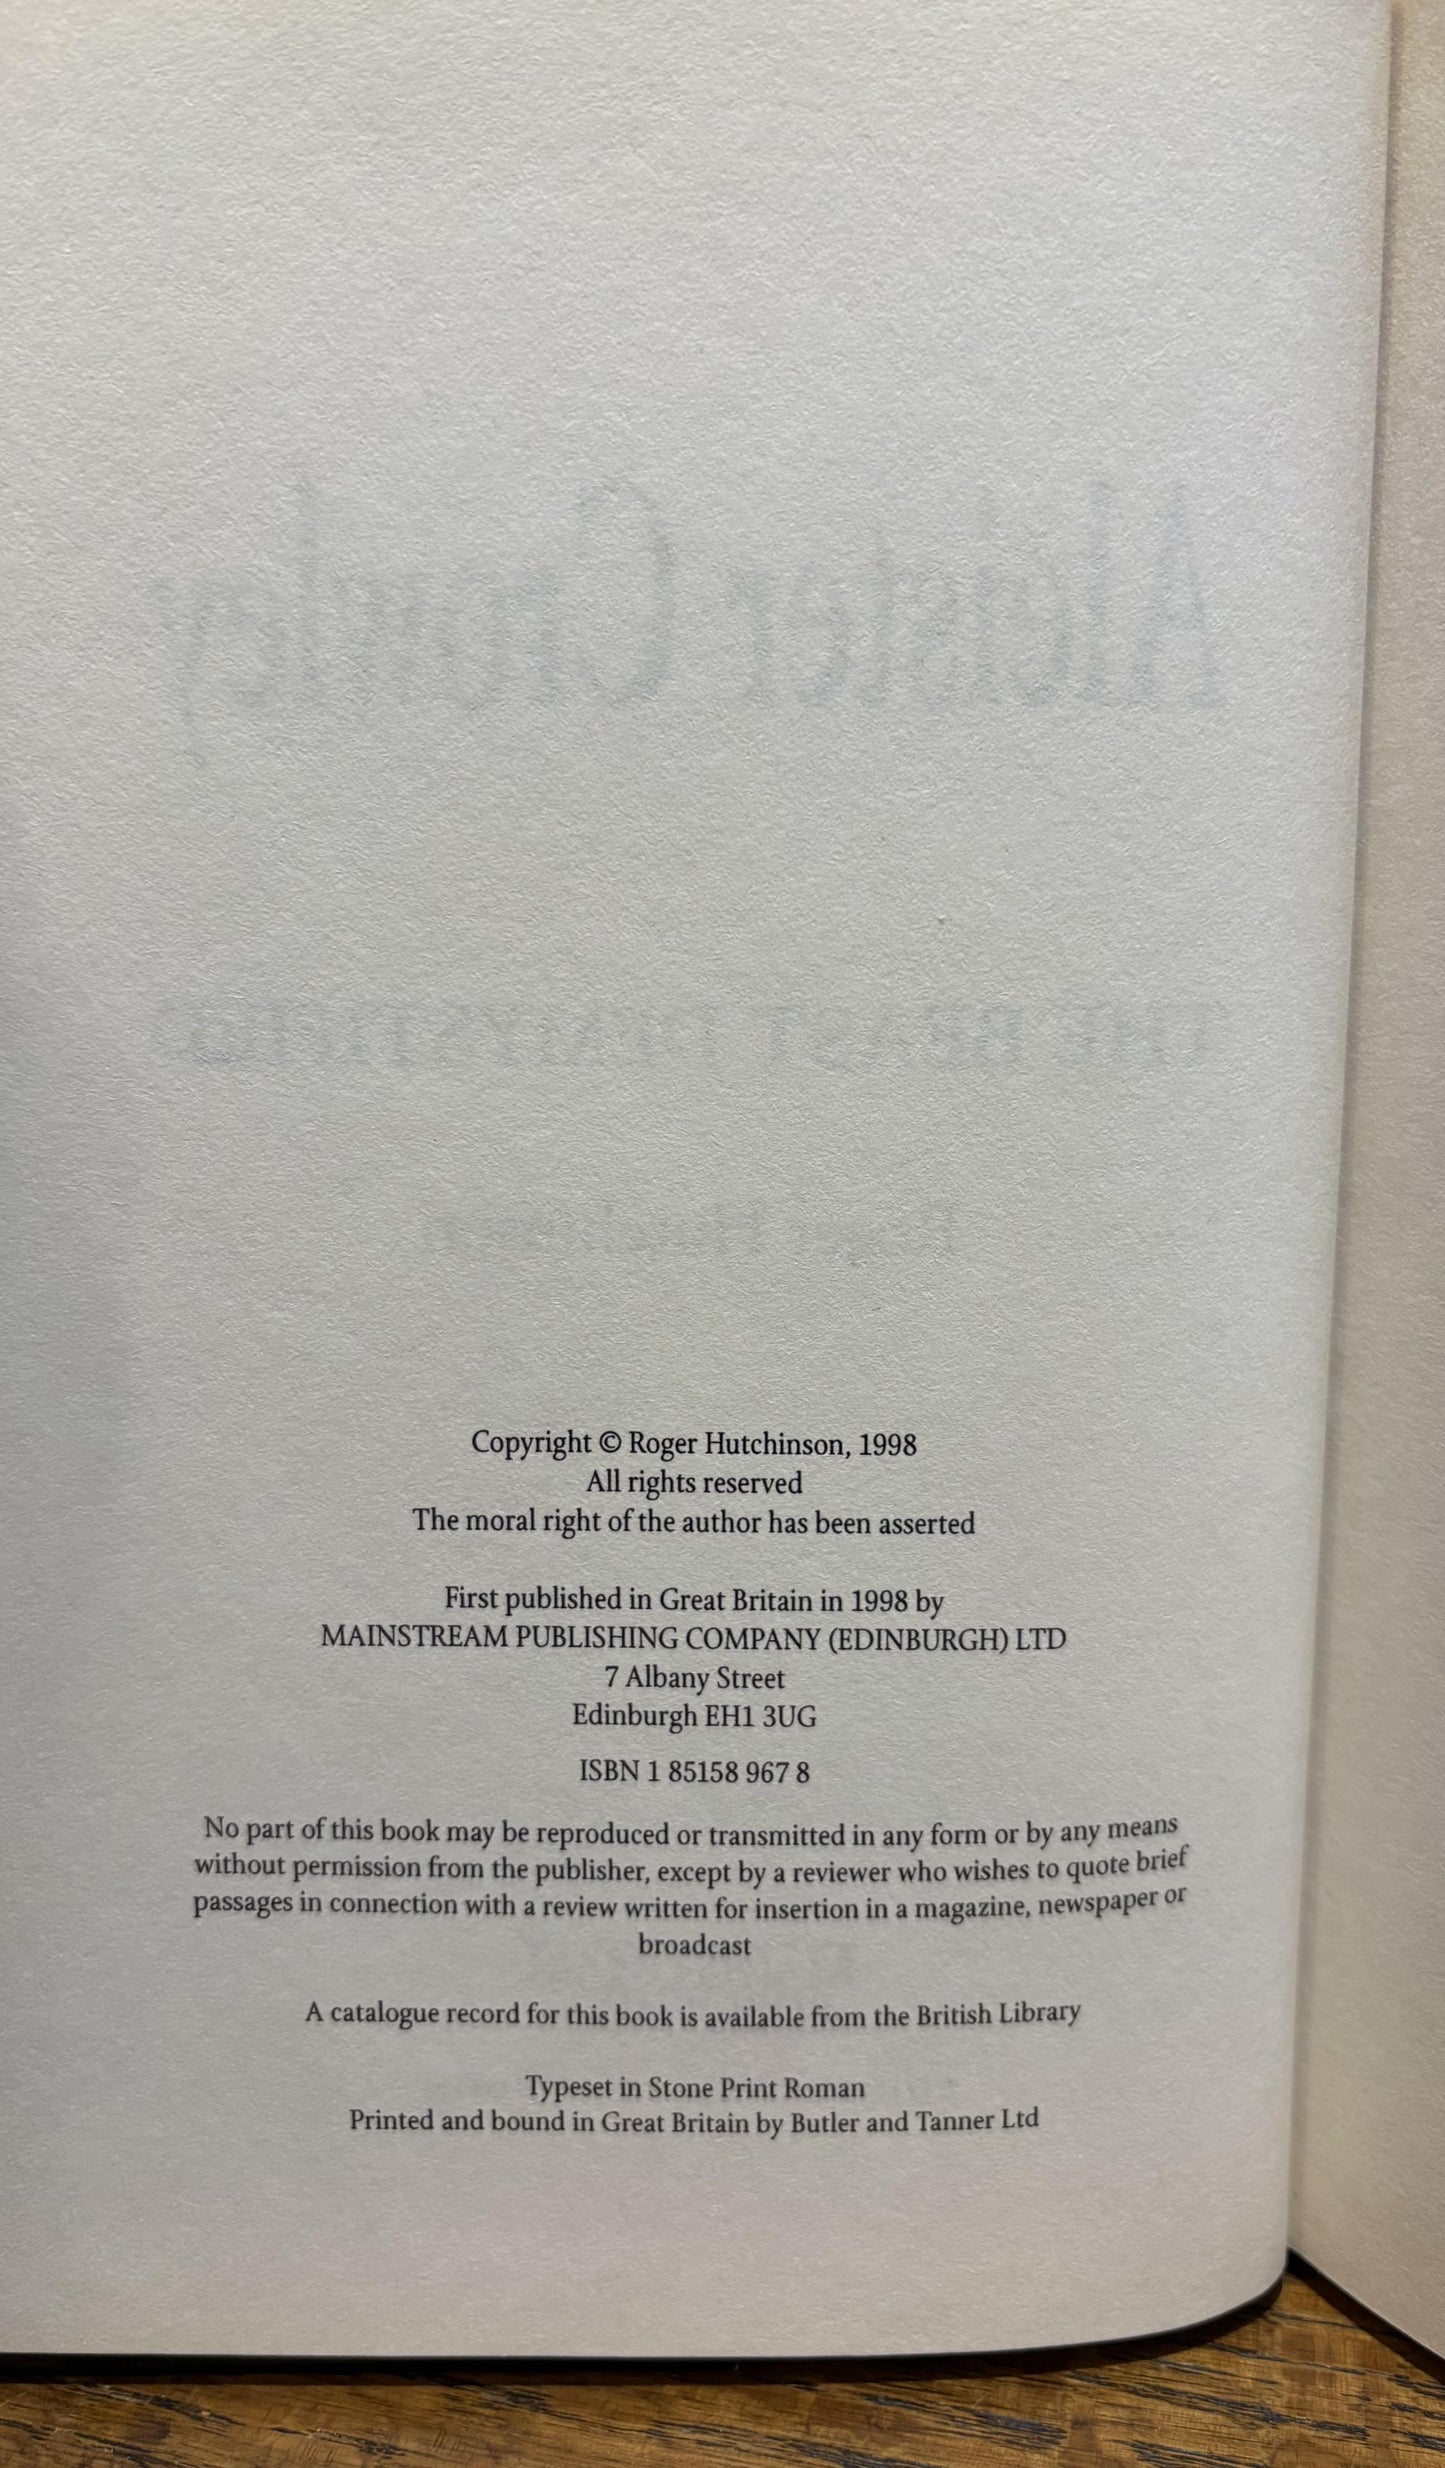 Copyright © Roger Hutchinson, 1998
All rights reserved
The moral right of the author has been asserted
First published in Great Britain in 1998 by
MAINSTREAM PUBLISHING COMPANY (EDINBURGH) LTD
7 Albany Street
Edinburgh EH1 3UG
ISBN 1 85158 967 8
No part of this book may be reproduced or transmitted in any form or by any means
without permission from the publisher, except by a reviewer who wishes to quote brief
passages in connection with a review written for insertion in a magazine, newspaper or
broadcast
A catalogue record for this book is available from the British Library
Typeset in Stone Print Roman
Printed and bound in Great Britain by Butler and Tanner Ltd